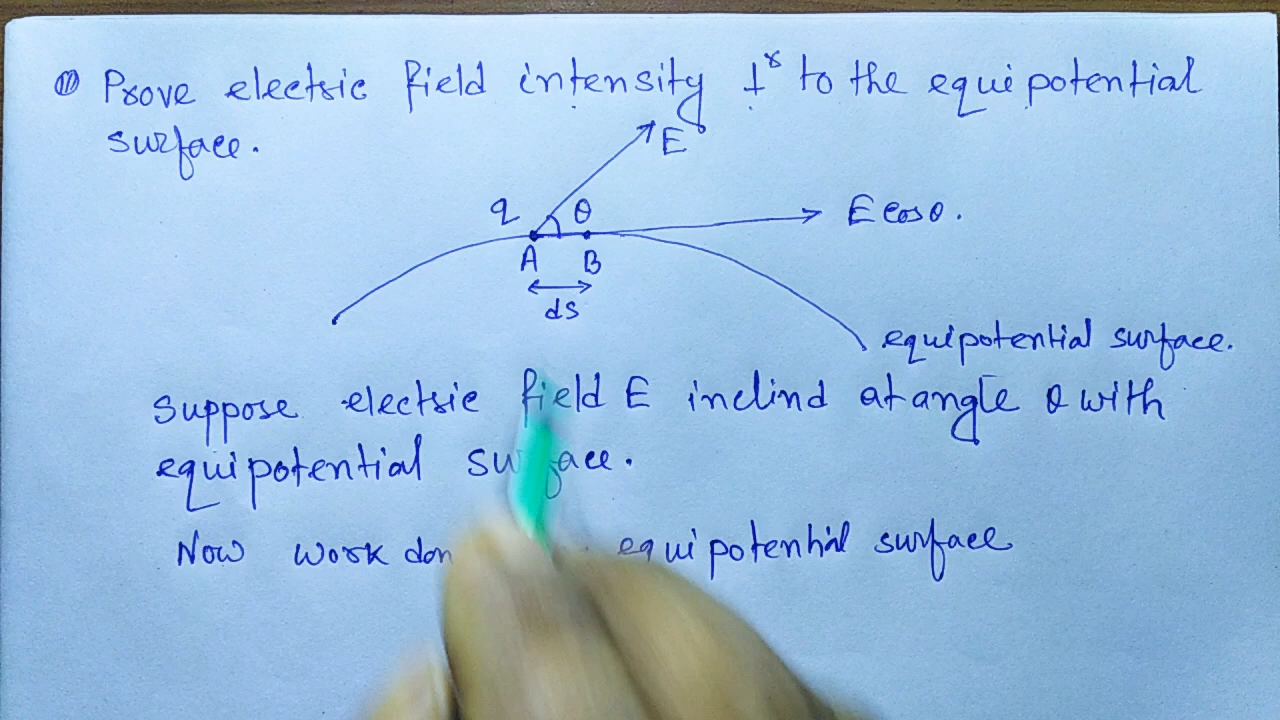 ⑪ Prove electric field intensity ⊥ʳ to the equipotential
surface.
E
q θ E cosθ.
A B
ds
equipotential surface.
Suppose electric field E inclind at angle θ with
equipotential surface.
Now work don equipotential surface